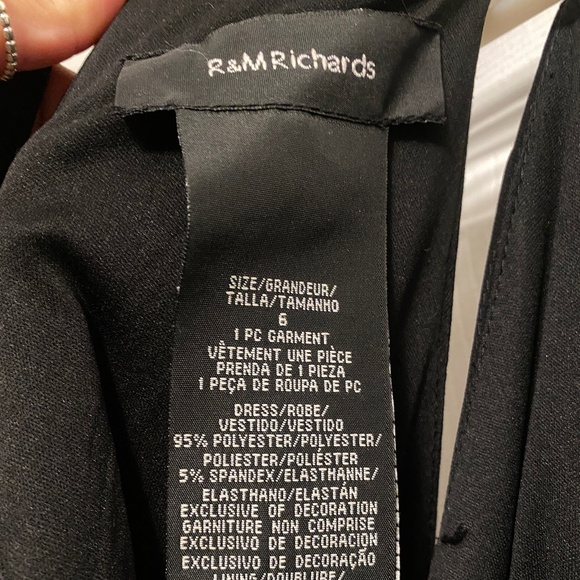 R&M Richards
SIZE/GRANDEUR/
TALLA/TAMANHO
6
1 PC GARMENT
VÊTEMENT UNE PIÈCE
PRENDA DE 1 PIEZA
1 PEÇA DE ROUPA DE PC
DRESS/ROBE/
VESTIDO/VESTIDO
95% POLYESTER/POLYESTER/
POLIESTER/POLIÉSTER
5% SPANDEX/ELASTHANNE/
ELASTHANO/ELASTÁN
EXCLUSIVE OF DECORATION
GARNITURE NON COMPRISE
EXCLUSIVO DE DECORACION
EXCLUSIVO DE DECORAÇÃO
LINING/DOUBLURE/